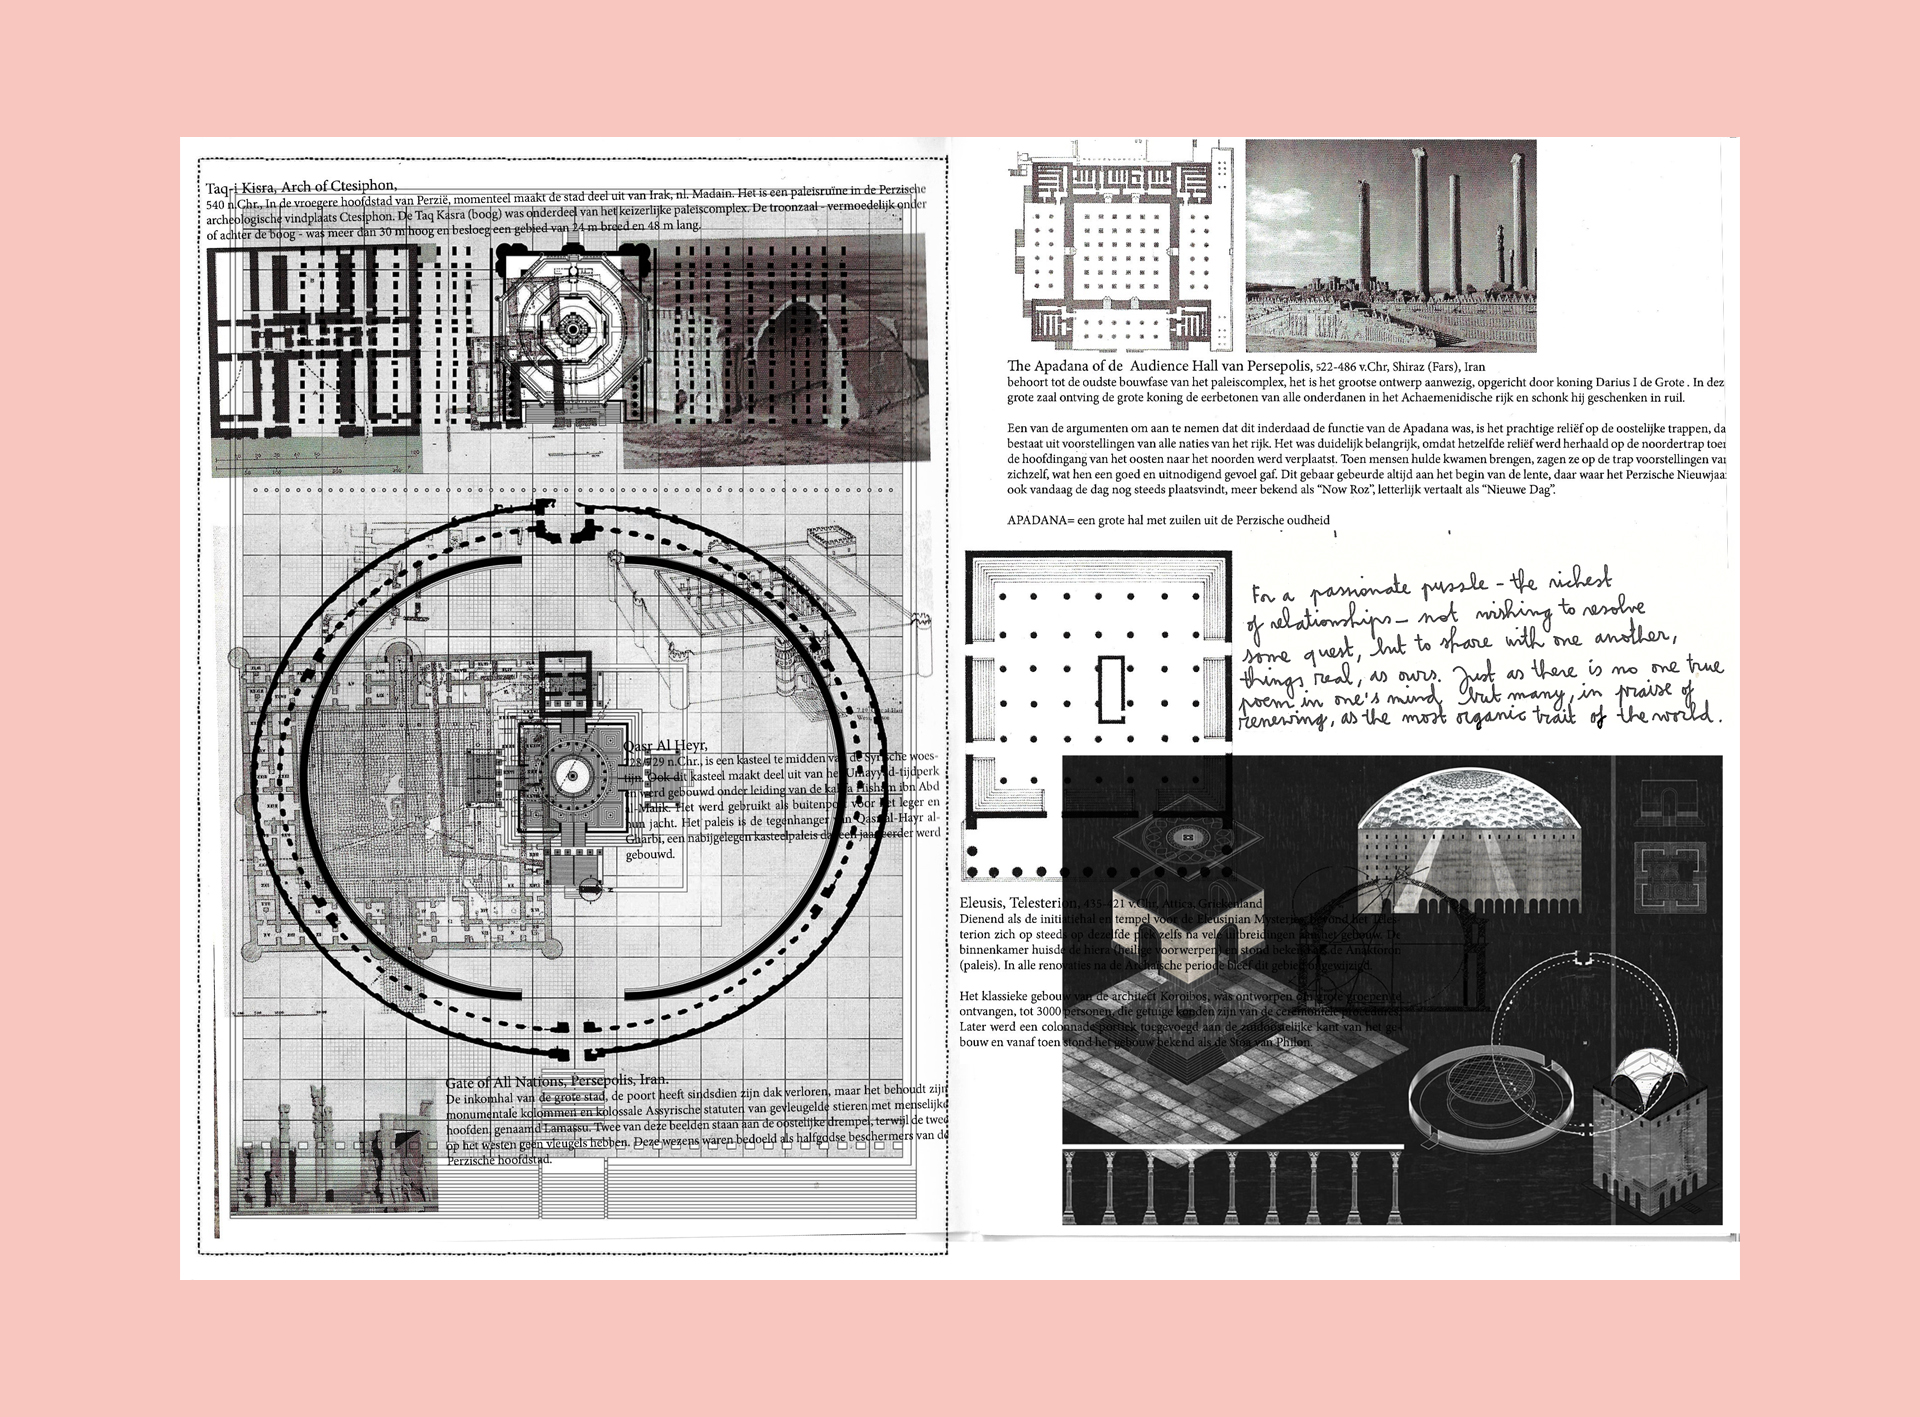 Taq-i Kisra, Arch of Ctesiphon,
540 n.Chr., In de vroegere hoofdstad van Perzië, momenteel maakt de stad deel uit van Irak, nl. Madain. Het is een paleisruïne in de Perzische
archeologische vindplaats Ctesiphon. De Taq Kasra (boog) was onderdeel van het keizerlijke paleiscomplex. De troonzaal - vermoedelijk onder
of achter de boog - was meer dan 30 m hoog en besloeg een gebied van 24 m breed en 48 m lang.
Qasr Al Heyr,
n.Chr., is een kasteel te midden van de Syrische woes-
tijn. Ook dit kasteel maakt deel uit van het Umayyad-tijdperk
en werd gebouwd onder leiding van de Hisham ibn Abd
al-Malik. Het werd gebruikt als buitenpost voor het leger en
hun jacht. Het paleis is de tegenhanger van Qasr al-Hayr al-
Gharbi, een nabijgelegen kasteelpaleis dat een jaar eerder werd
gebouwd.
Gate of All Nations, Persepolis, Iran.
De inkomhal van de grote stad, de poort heeft sindsdien zijn dak verloren, maar het behoudt zijn
monumentale kolommen en kolossale Assyrische statuten van gevleugelde stieren met menselijke
hoofden, genaamd Lamassu. Twee van deze beelden staan aan de oostelijke drempel, terwijl de twee
op het westen geen vleugels hebben. Deze wezens waren bedoeld als halfgodse beschermers van de
Perzische hoofdstad.
The Apadana of de Audience Hall van Persepolis, 522-486 v.Chr, Shiraz (Fars), Iran
behoort tot de oudste bouwfase van het paleiscomplex, het is het grootse ontwerp aanwezig, opgericht door koning Darius I de Grote . In dez
grote zaal ontving de grote koning de eerbetonen van alle onderdanen in het Achaemenidische rijk en schonk hij geschenken in ruil.
Een van de argumenten om aan te nemen dat dit inderdaad de functie van de Apadana was, is het prachtige reliëf op de oostelijke trappen, da
bestaat uit voorstellingen van alle naties van het rijk. Het was duidelijk belangrijk, omdat hetzelfde reliëf werd herhaald op de noordertrap toen
de hoofdingang van het oosten naar het noorden werd verplaatst. Toen mensen hulde kwamen brengen, zagen ze op de trap voorstellingen van
zichzelf, wat hen een goed en uitnodigend gevoel gaf. Dit gebaar gebeurde altijd aan het begin van de lente, daar waar het Perzische Nieuwjaa
ook vandaag de dag nog steeds plaatsvindt, meer bekend als “Now Roz”, letterlijk vertaalt als “Nieuwe Dag”.
APADANA= een grote hal met zuilen uit de Perzische oudheid
For a passionate puzzle - the richest
of relationships - not wishing to resolve
some quest, but to share with one another,
things real, as ours. Just as there is no one true
poem in one's mind, but many, in praise of
renewing, as the most organic trait of the world.
Eleusis, Telesterion, 435-421 v.Chr, Attica, Griekenland
Dienend als de initiatiehal en tempel voor de Eleusinian Mysteries, bevond het Teles-
terion zich op steeds op dezelfde plek zelfs na vele uitbreidingen aan het gebouw. De
binnenkamer huisde de hiera (heilige voorwerpen) en stond bekend als de Anaktoron
(paleis). In alle renovaties na de Archaïsche periode bleef dit gebied ongewijzigd.
Het klassieke gebouw van de architect Koroibos, was ontworpen om grote groepen te
ontvangen, tot 3000 personen, die getuige konden zijn van de ceremoniële procedures.
Later werd een colonnade portiek toegevoegd aan de zuidoostelijke kant van het ge-
bouw en vanaf toen stond het gebouw bekend als de Stoa van Philon.